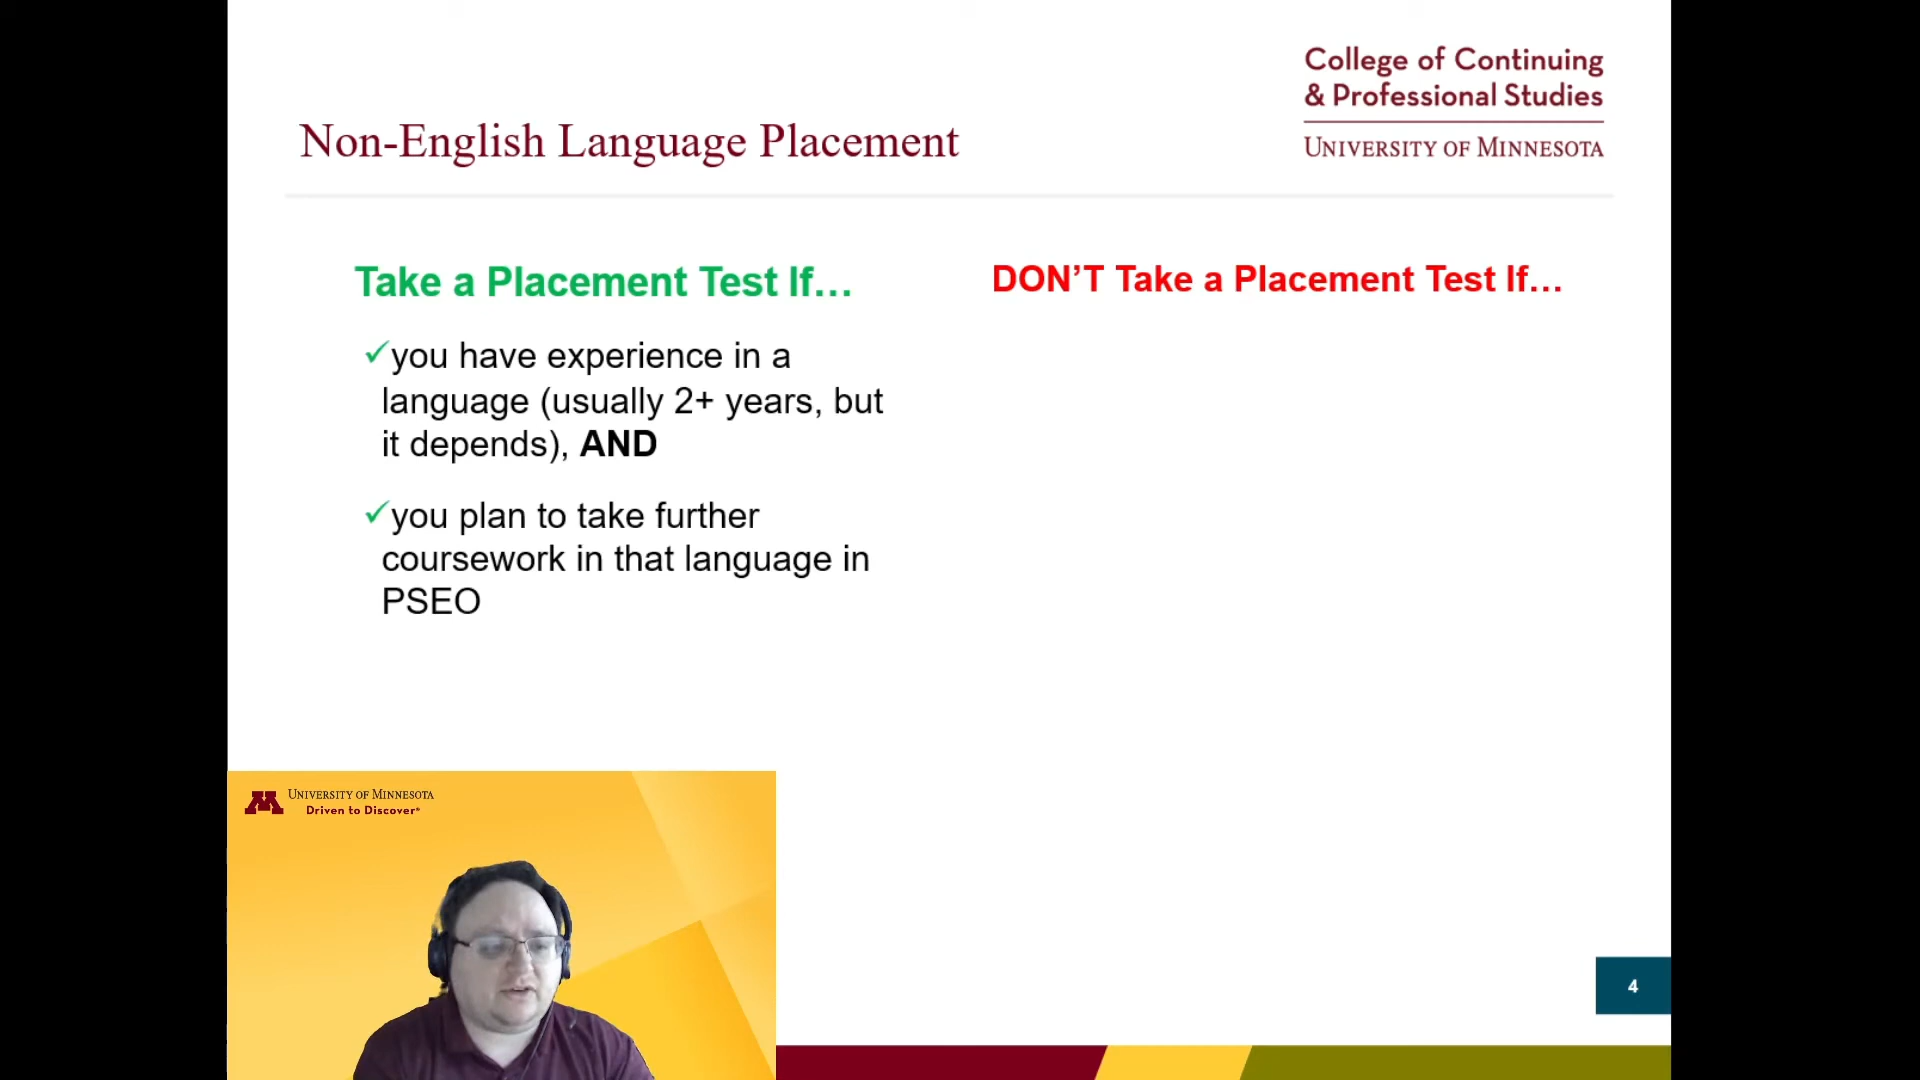 College of Continuing
& Professional Studies
UNIVERSITY OF MINNESOTA
Non-English Language Placement
Take a Placement Test If…
✓you have experience in a
language (usually 2+ years, but
it depends), AND
✓you plan to take further
coursework in that language in
PSEO
DON’T Take a Placement Test If…
M UNIVERSITY OF MINNESOTA
Driven to Discover®
4